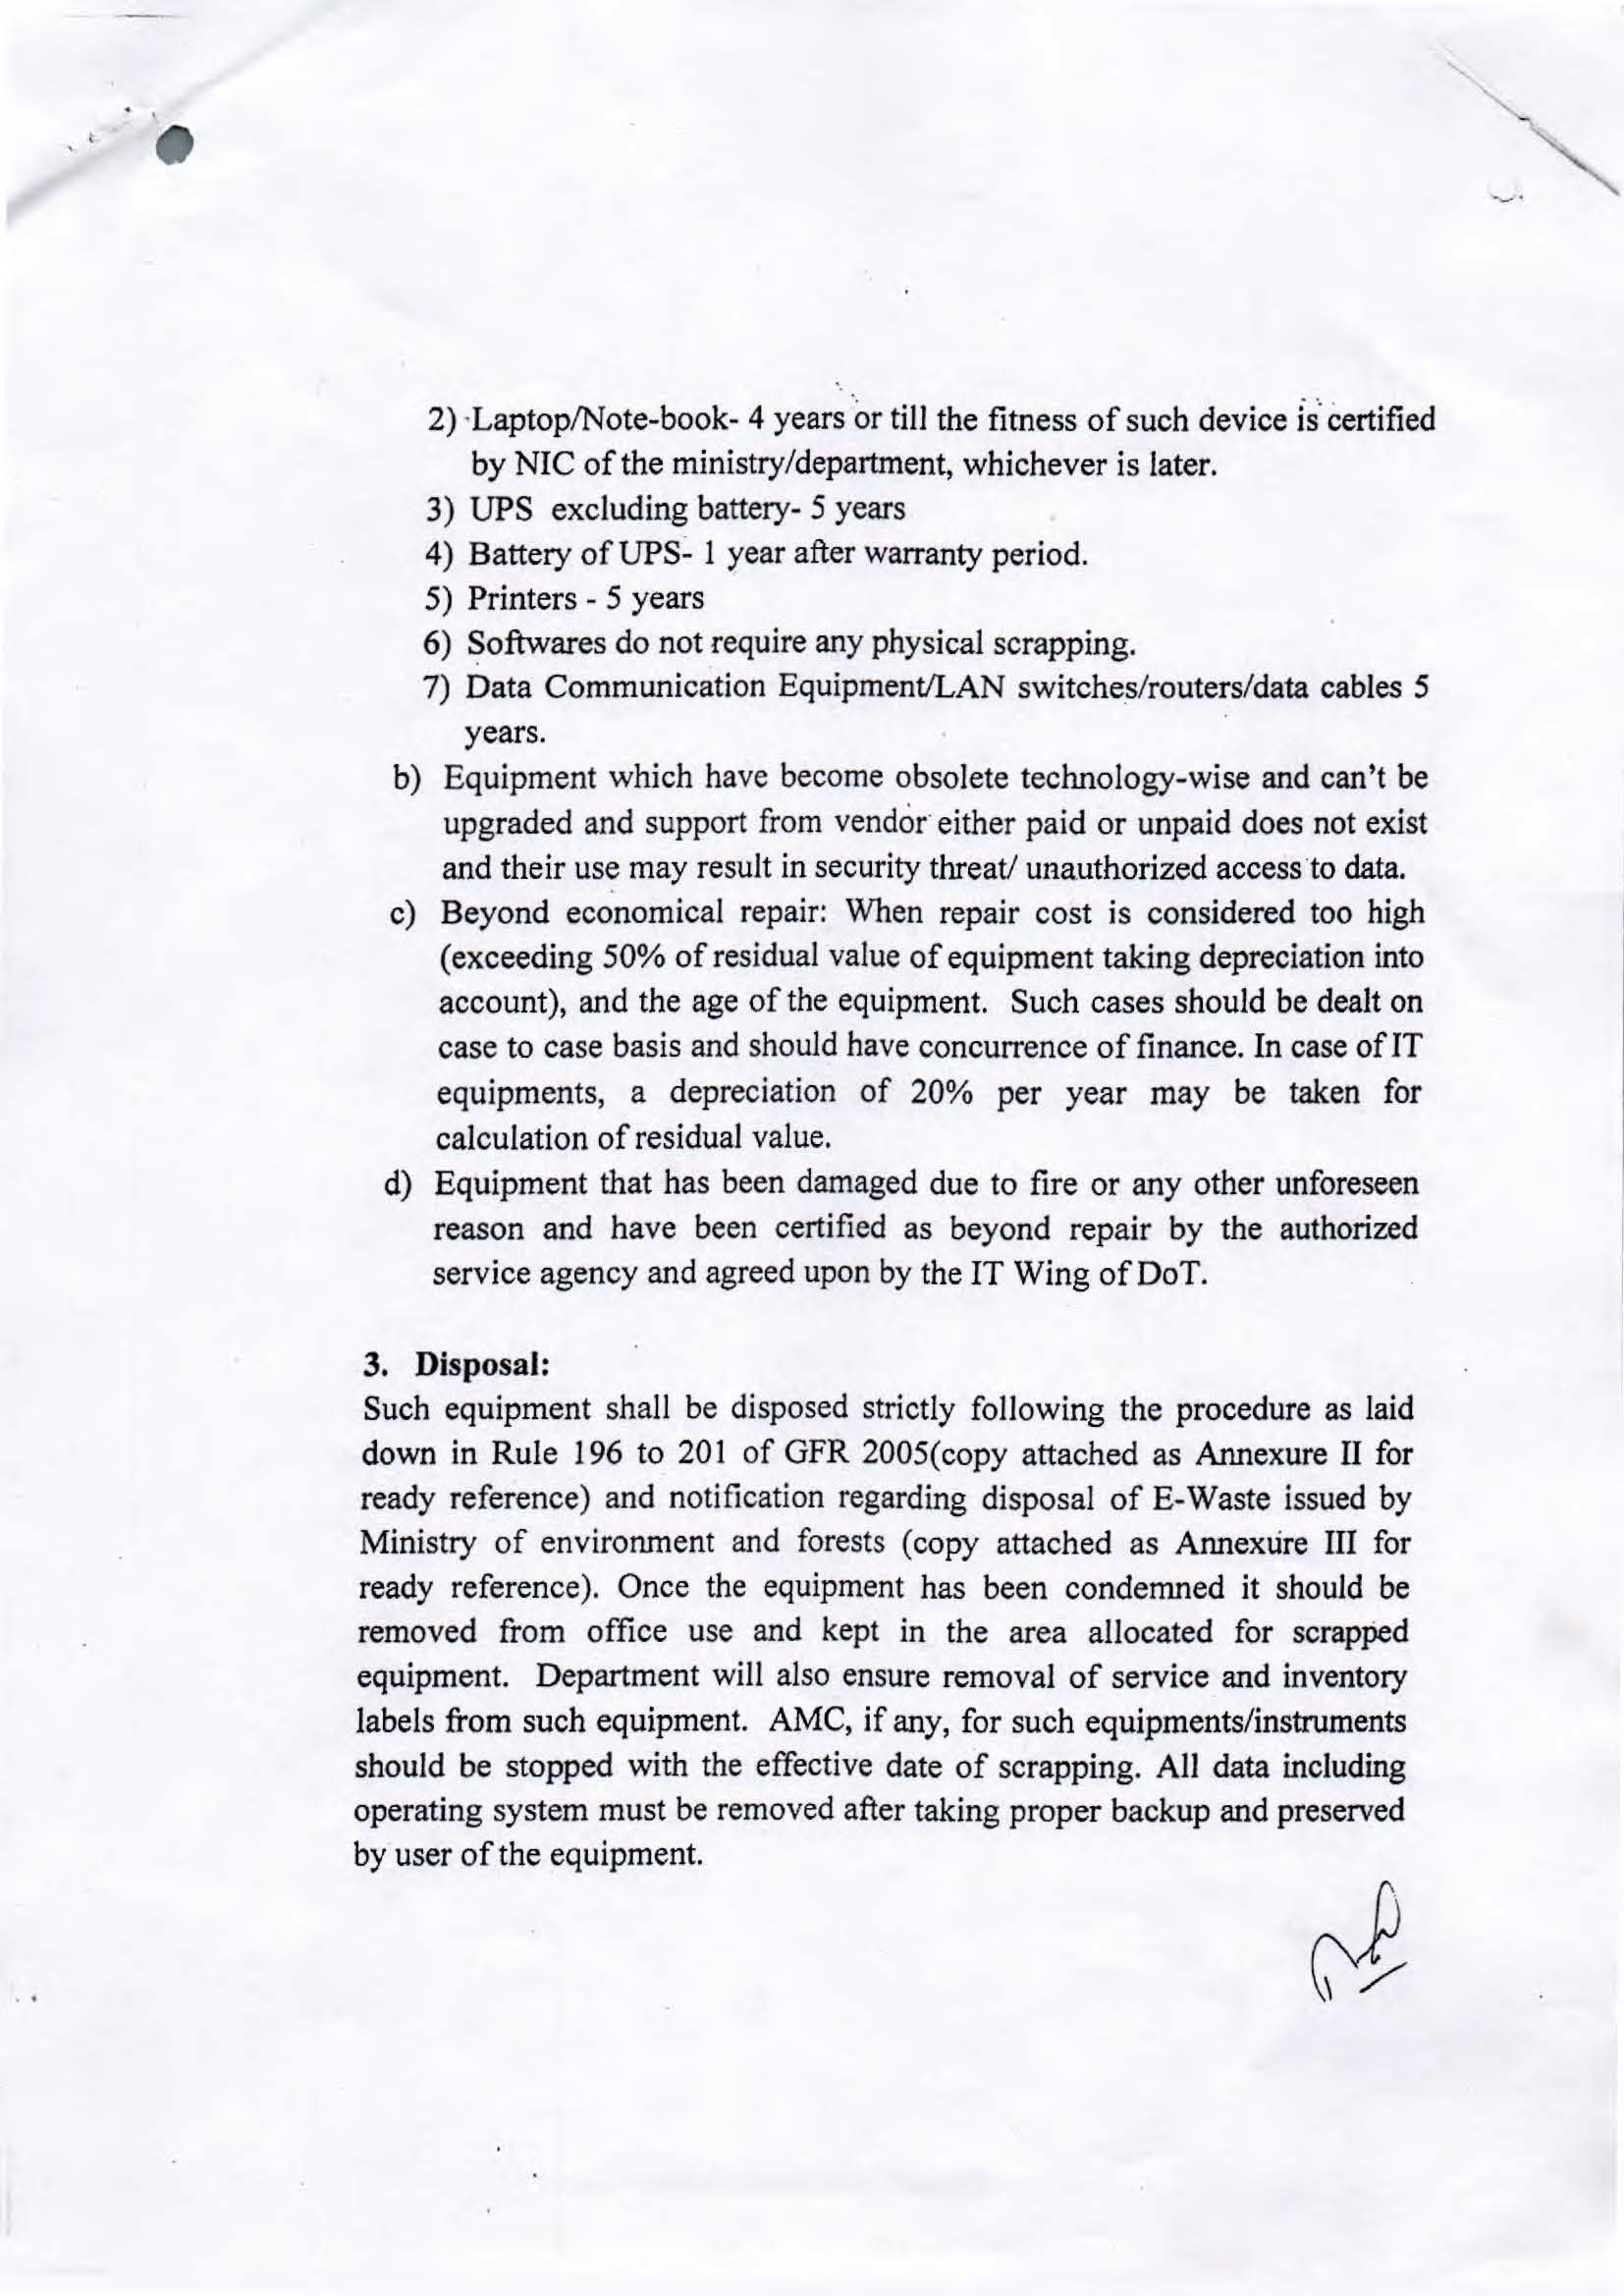 2) Laptop/Note-book- 4 years or till the fitness of such device is certified
by NIC of the ministry/department, whichever is later.
3) UPS excluding battery- 5 years
4) Battery of UPS- 1 year after warranty period.
5) Printers - 5 years
6) Softwares do not require any physical scrapping.
7) Data Communication Equipment/LAN switches/routers/data cables 5
years.
b) Equipment which have become obsolete technology-wise and can't be
upgraded and support from vendor either paid or unpaid does not exist
and their use may result in security threat/ unauthorized access to data.
c) Beyond economical repair: When repair cost is considered too high
(exceeding 50% of residual value of equipment taking depreciation into
account), and the age of the equipment. Such cases should be dealt on
case to case basis and should have concurrence of finance. In case of IT
equipments, a depreciation of 20% per year may be taken for
calculation of residual value.
d) Equipment that has been damaged due to fire or any other unforeseen
reason and have been certified as beyond repair by the authorized
service agency and agreed upon by the IT Wing of DoT.
3. Disposal:
Such equipment shall be disposed strictly following the procedure as laid
down in Rule 196 to 201 of GFR 2005(copy attached as Annexure II for
ready reference) and notification regarding disposal of E-Waste issued by
Ministry of environment and forests (copy attached as Annexure III for
ready reference). Once the equipment has been condemned it should be
removed from office use and kept in the area allocated for scrapped
equipment. Department will also ensure removal of service and inventory
labels from such equipment. AMC, if any, for such equipments/instruments
should be stopped with the effective date of scrapping. All data including
operating system must be removed after taking proper backup and preserved
by user of the equipment.